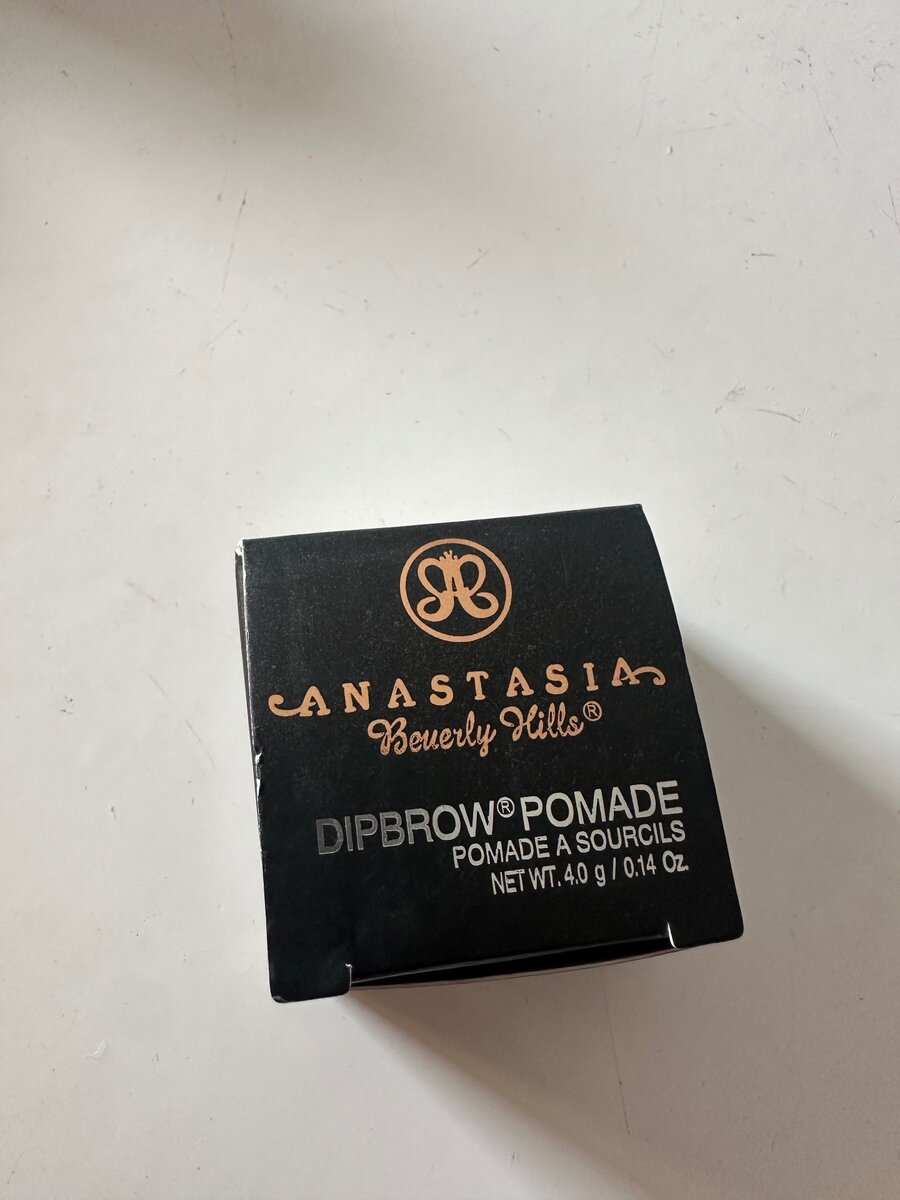 ANASTASIA
Beverly Hills®
DIPBROW® POMADE
POMADE A SOURCILS
NET WT. 4.0 g / 0.14 Oz.